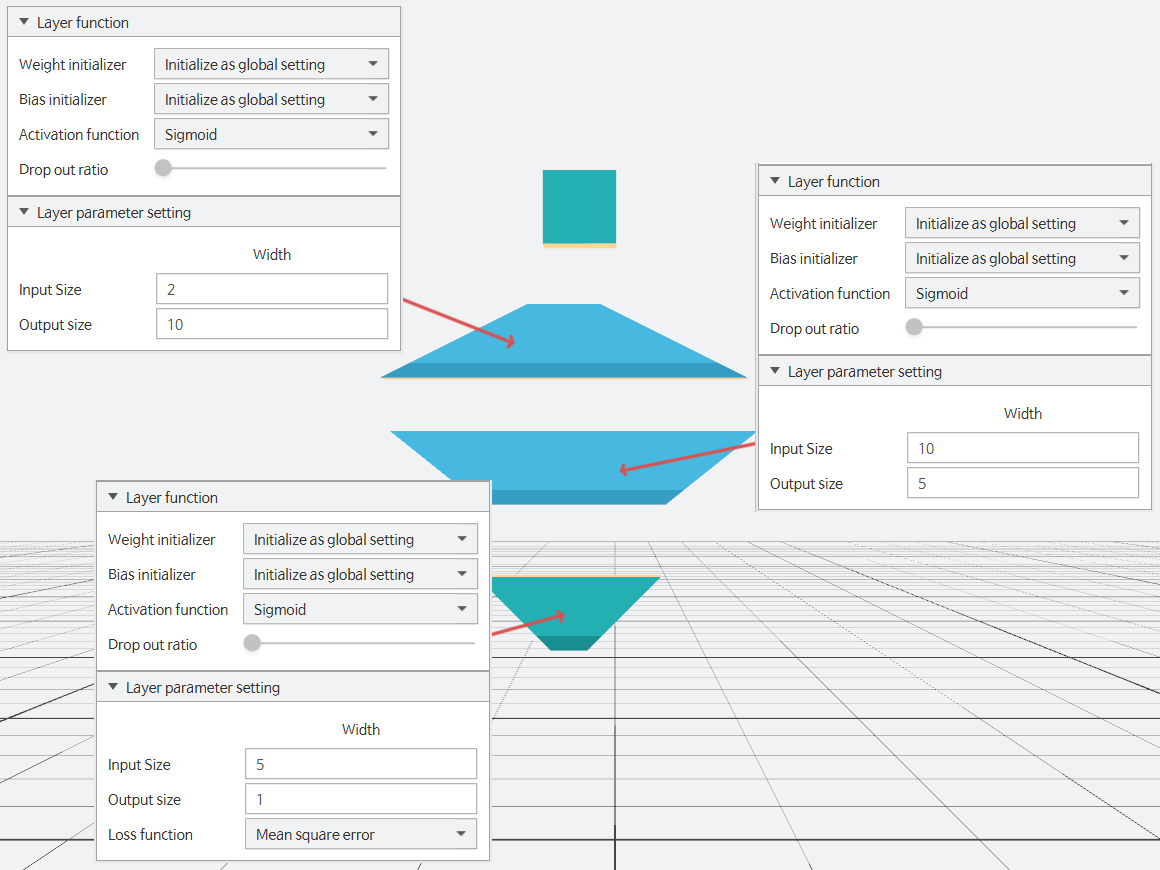 Layer function
Weight initializer Initialize as global setting
Bias initializer Initialize as global setting
Activation function Sigmoid
Drop out ratio
Layer parameter setting
Width
Input Size 2
Output size 10
Layer function
Weight initializer Initialize as global setting
Bias initializer Initialize as global setting
Activation function Sigmoid
Drop out ratio
Layer parameter setting
Width
Input Size 10
Output size 5
Layer function
Weight initializer Initialize as global setting
Bias initializer Initialize as global setting
Activation function Sigmoid
Drop out ratio
Layer parameter setting
Width
Input Size 5
Output size 1
Loss function Mean square error